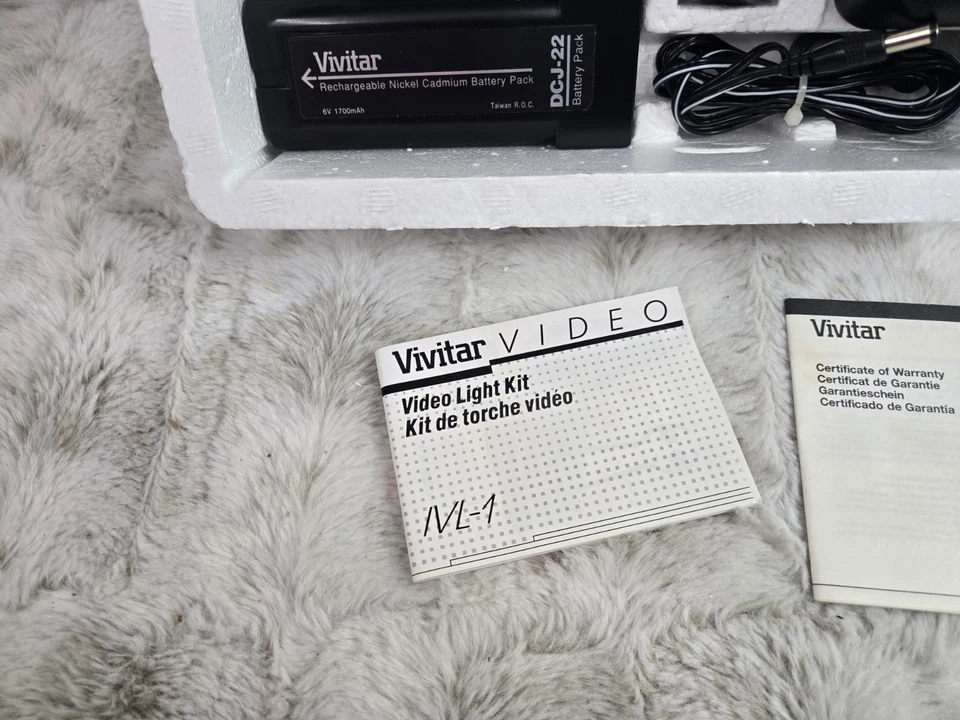 Vivitar
Rechargeable Nickel Cadmium Battery Pack
6V 1700mAh
Taiwan R.O.C.
DCJ-22
Battery Pack
Vivitar VIDEO
Video Light Kit
Kit de torche vidéo
IVL-1
Vivitar
Certificate of Warranty
Certificat de Garantie
Garantieschein
Certificado de Garantía